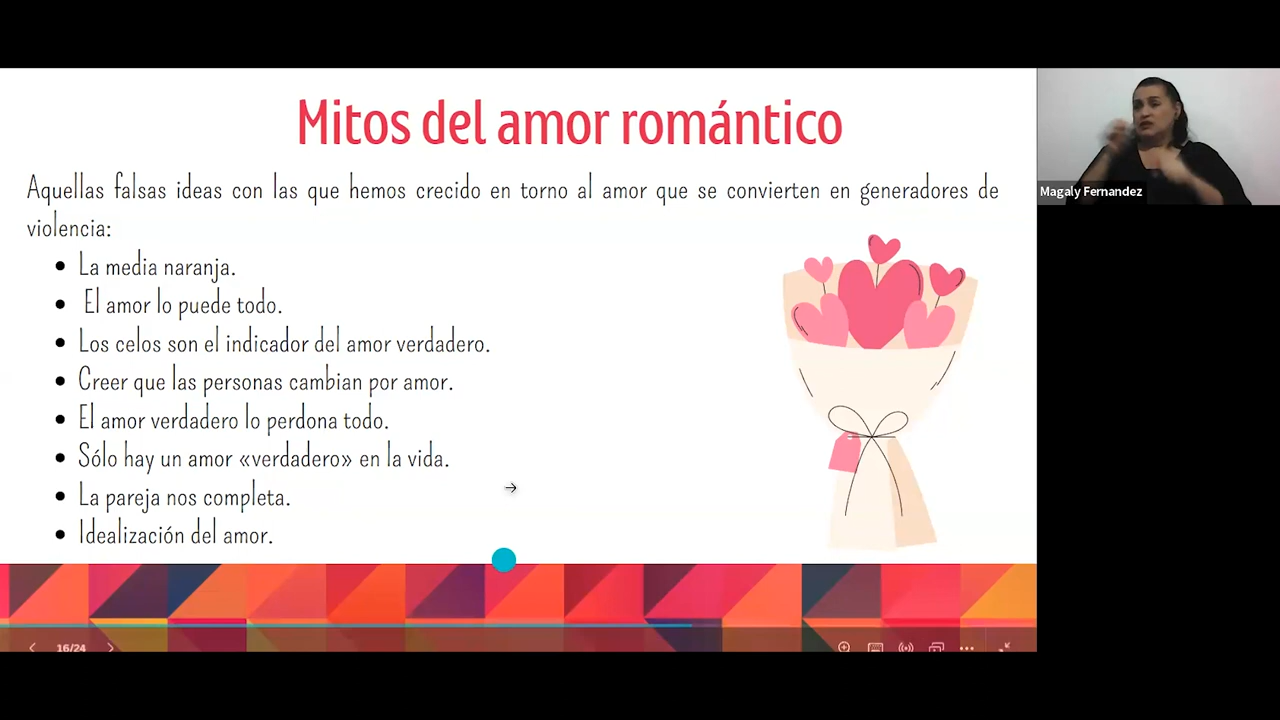 Mitos del amor romántico
Aquellas falsas ideas con las que hemos crecido en torno al amor que se convierten en generadores de
violencia:
• La media naranja.
• El amor lo puede todo.
• Los celos son el indicador del amor verdadero.
• Creer que las personas cambian por amor.
• El amor verdadero lo perdona todo.
• Sólo hay un amor «verdadero» en la vida.
• La pareja nos completa.
• Idealización del amor.
16/24
Magaly Fernandez